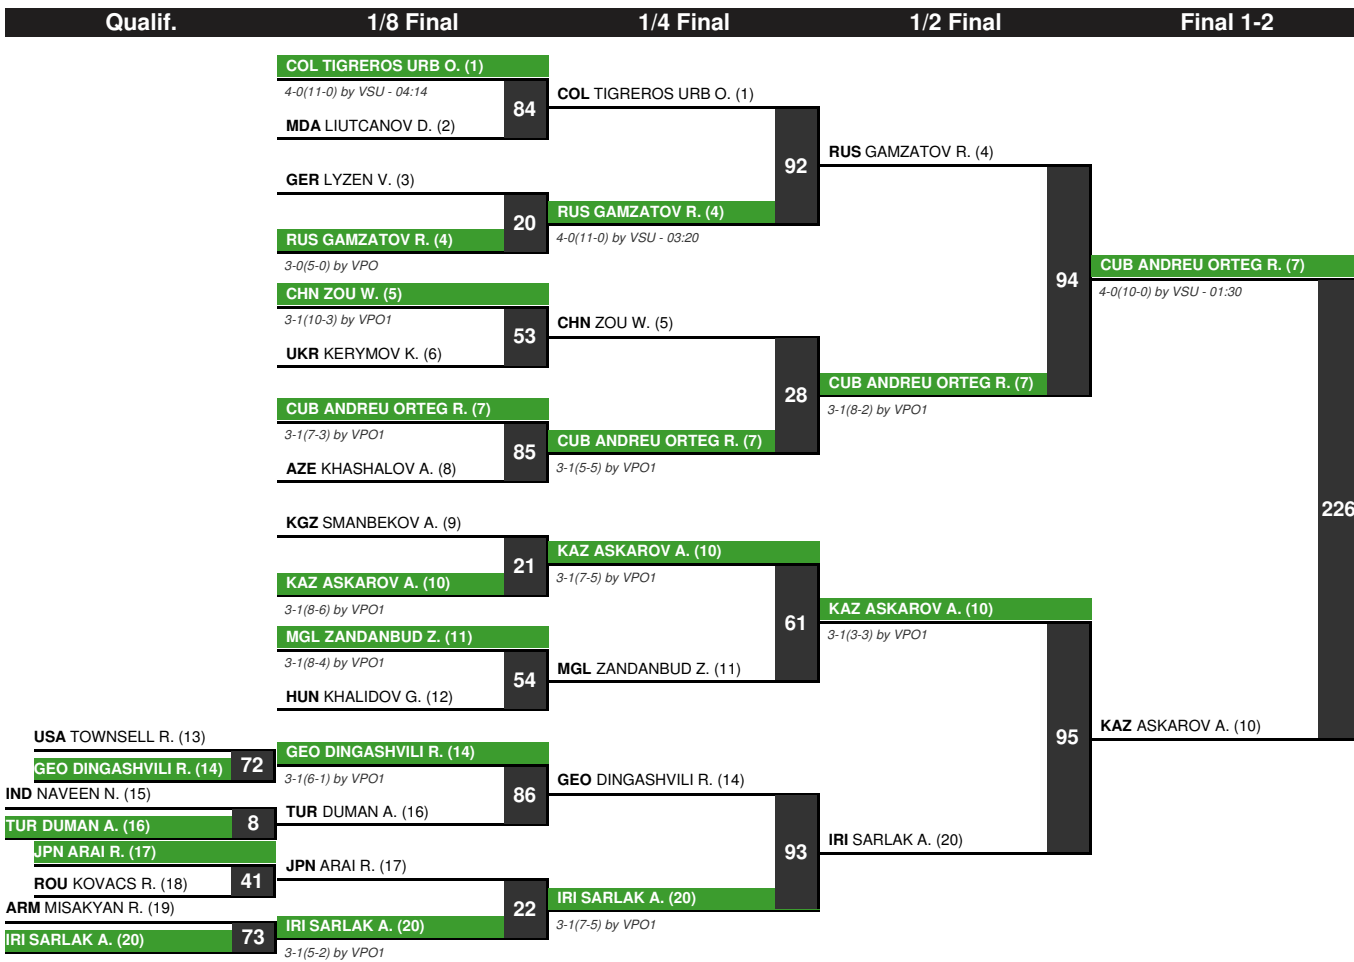 Qualif. 1/8 Final 1/4 Final 1/2 Final Final 1-2
COL TIGREROS URB O. (1)
4-0(11-0) by VSU - 04:14
84
MDA LIUTCANOV D. (2)
GER LYZEN V. (3)
20
RUS GAMZATOV R. (4)
3-0(5-0) by VPO
CHN ZOU W. (5)
3-1(10-3) by VPO1
53
UKR KERYMOV K. (6)
CUB ANDREU ORTEG R. (7)
3-1(7-3) by VPO1
85
AZE KHASHALOV A. (8)
KGZ SMANBEKOV A. (9)
21
KAZ ASKAROV A. (10)
3-1(8-6) by VPO1
MGL ZANDANBUD Z. (11)
3-1(8-4) by VPO1
54
HUN KHALIDOV G. (12)
USA TOWNSELL R. (13)
72
GEO DINGASHVILI R. (14)
IND NAVEEN N. (15)
8
TUR DUMAN A. (16)
JPN ARAI R. (17)
41
ROU KOVACS R. (18)
ARM MISAKYAN R. (19)
73
IRI SARLAK A. (20)
GEO DINGASHVILI R. (14)
3-1(6-1) by VPO1
86
TUR DUMAN A. (16)
JPN ARAI R. (17)
22
IRI SARLAK A. (20)
3-1(5-2) by VPO1
COL TIGREROS URB O. (1)
92
RUS GAMZATOV R. (4)
4-0(11-0) by VSU - 03:20
CHN ZOU W. (5)
28
CUB ANDREU ORTEG R. (7)
3-1(5-5) by VPO1
KAZ ASKAROV A. (10)
3-1(7-5) by VPO1
61
MGL ZANDANBUD Z. (11)
GEO DINGASHVILI R. (14)
93
IRI SARLAK A. (20)
3-1(7-5) by VPO1
RUS GAMZATOV R. (4)
94
CUB ANDREU ORTEG R. (7)
3-1(8-2) by VPO1
KAZ ASKAROV A. (10)
3-1(3-3) by VPO1
95
IRI SARLAK A. (20)
CUB ANDREU ORTEG R. (7)
4-0(10-0) by VSU - 01:30
226
KAZ ASKAROV A. (10)